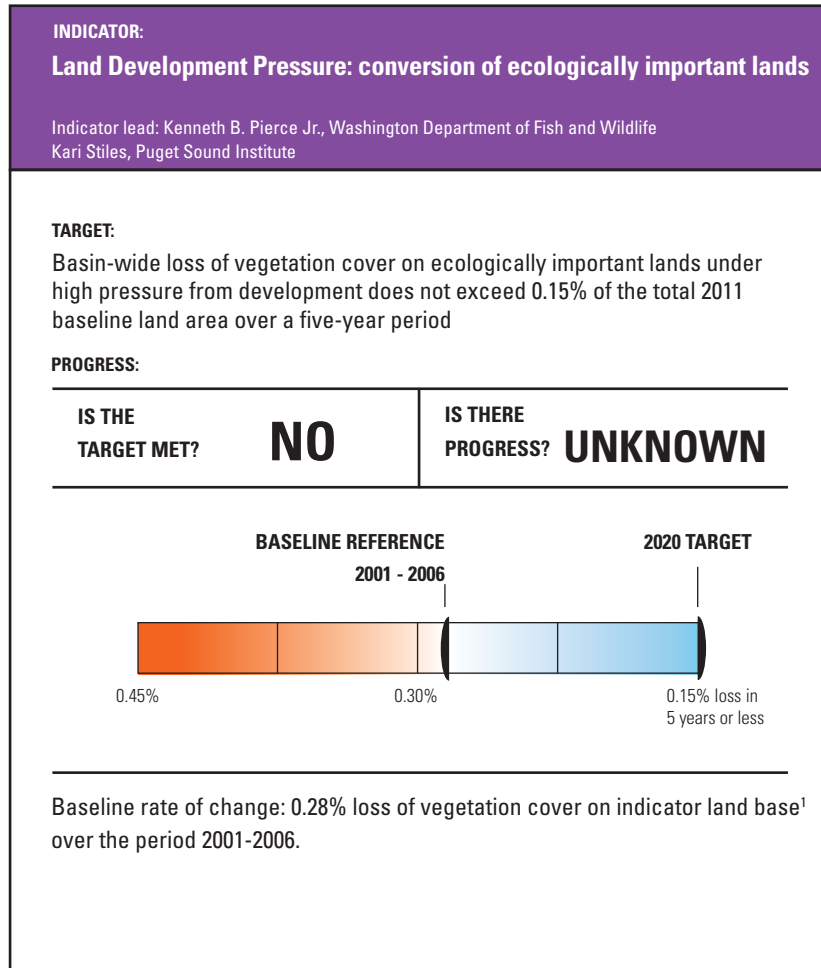 INDICATOR:
Land Development Pressure: conversion of ecologically important lands
Indicator lead: Kenneth B. Pierce Jr., Washington Department of Fish and Wildlife
Kari Stiles, Puget Sound Institute
TARGET:
Basin-wide loss of vegetation cover on ecologically important lands under
high pressure from development does not exceed 0.15% of the total 2011
baseline land area over a five-year period
PROGRESS:
IS THE
TARGET MET?
NO
IS THERE
PROGRESS?
UNKNOWN
BASELINE REFERENCE
2001 - 2006
2020 TARGET
0.45%
0.30%
0.15% loss in
5 years or less
Baseline rate of change: 0.28% loss of vegetation cover on indicator land base¹
over the period 2001-2006.